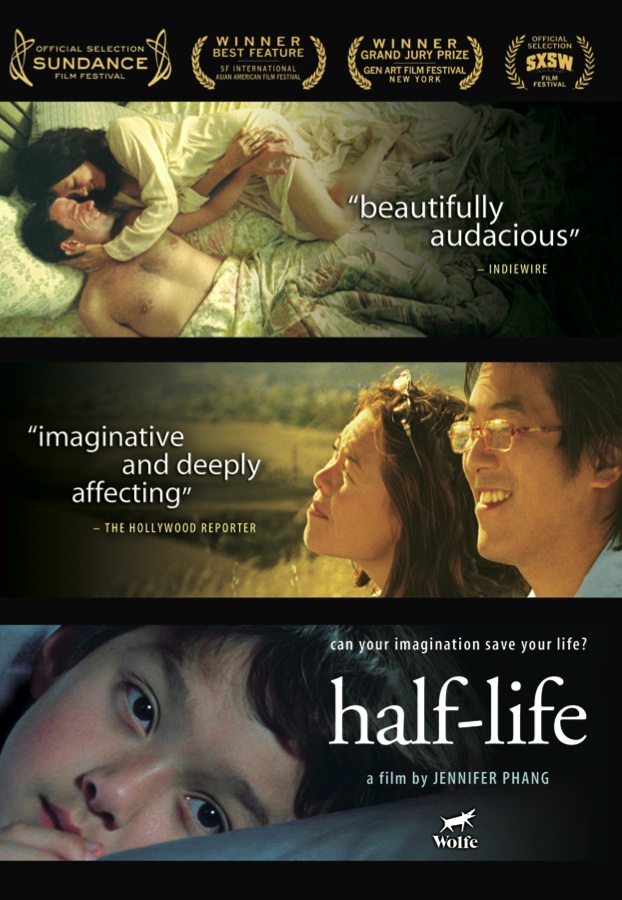 OFFICIAL SELECTION
SUNDANCE
FILM FESTIVAL
WINNER
BEST FEATURE
SF INTERNATIONAL
ASIAN AMERICAN FILM FESTIVAL
WINNER
GRAND JURY PRIZE
GEN ART FILM FESTIVAL
NEW YORK
OFFICIAL
SELECTION
SXSW
FILM
FESTIVAL
“beautifully
audacious”
– INDIEWIRE
“imaginative
and deeply
affecting”
– THE HOLLYWOOD REPORTER
can your imagination save your life?
half-life
a film by JENNIFER PHANG
Wolfe